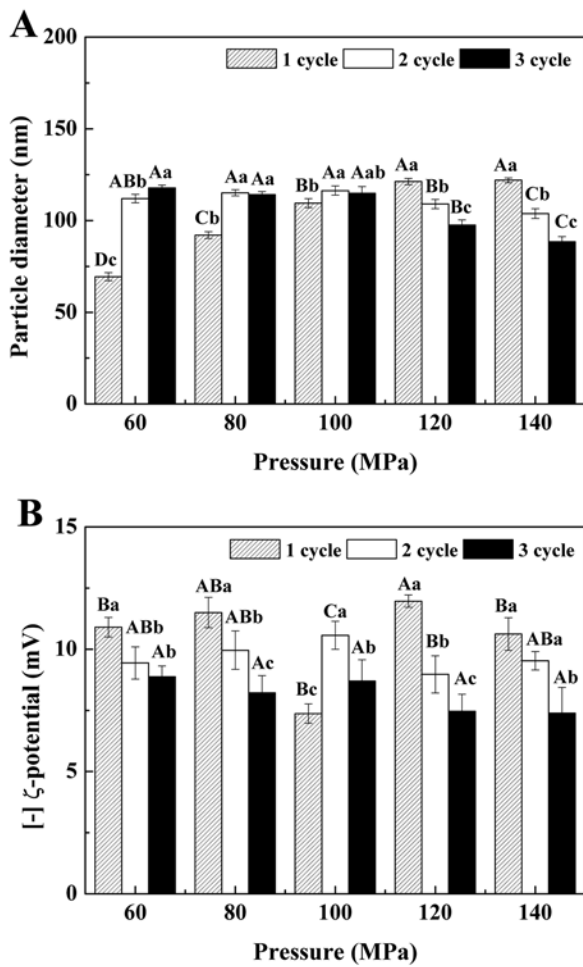 A
200
1 cycle 2 cycle 3 cycle
150
ABb Aa Aa Aa Bb Aa Aab Aa Bb Aa Cb
100
Dc Cb Bc Cc
50
0
Particle diameter (nm)
60 80 100 120 140
Pressure (MPa)
B
15
1 cycle 2 cycle 3 cycle
Ba ABb Ab ABa ABb Ac Bc Ca Ab Aa Bb Ac Ba ABa Ab
10
5
0
[-] ζ-potential (mV)
60 80 100 120 140
Pressure (MPa)